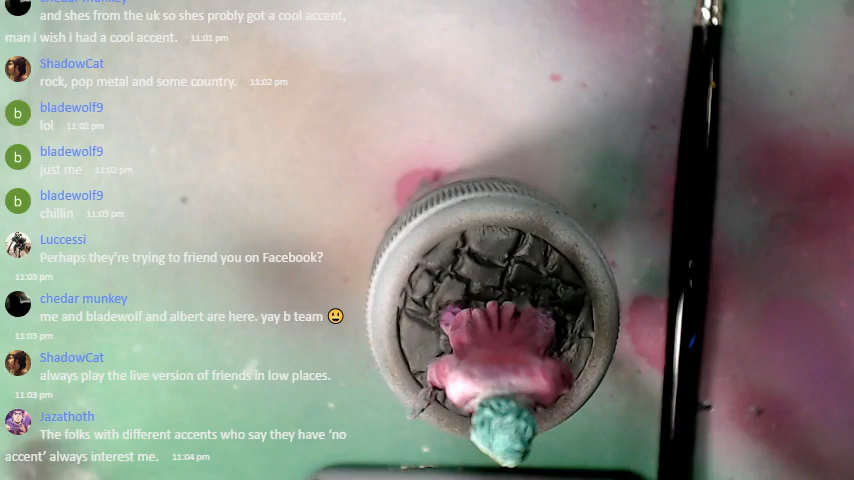 chedar munkey
and shes from the uk so shes probly got a cool accent,
man i wish i had a cool accent. 11:01 pm
ShadowCat
rock, pop metal and some country. 11:02 pm
b
bladewolf9
lol 11:02 pm
b
bladewolf9
just me 11:02 pm
b
bladewolf9
chillin 11:03 pm
Luccessi
Perhaps they're trying to friend you on Facebook?
11:03 pm
chedar munkey
me and bladewolf and albert are here. yay b team 😃
11:03 pm
ShadowCat
always play the live version of friends in low places.
11:03 pm
Jazathoth
The folks with different accents who say they have ‘no
accent’ always interest me. 11:04 pm